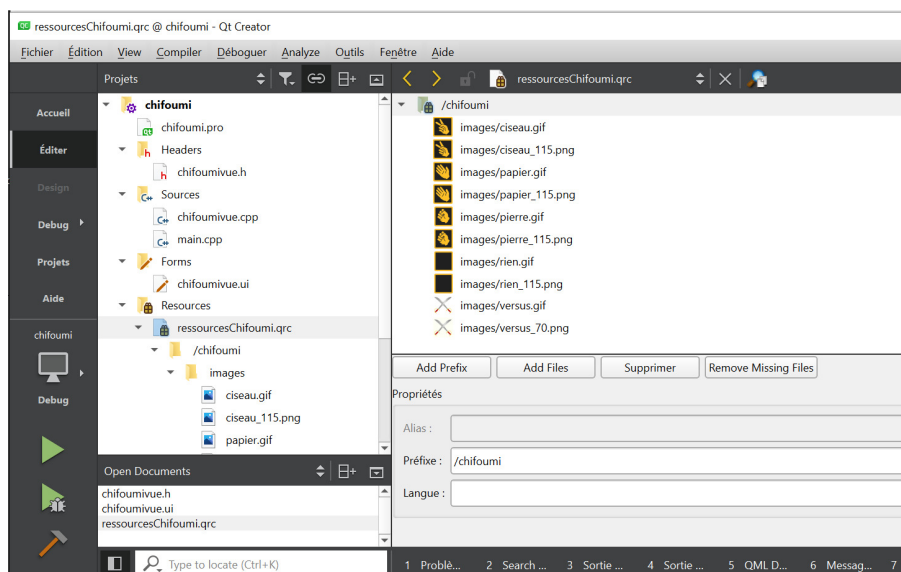 ressourcesChifoumi.qrc @ chifoumi - Qt Creator
Fichier Édition View Compiler Déboguer Analyze Outils Fenêtre Aide
Projets
ressourcesChifoumi.qrc
Accueil
Éditer
Design
Debug
Projets
Aide
chifoumi
Debug
chifoumi
chifoumi.pro
Headers
chifoumivue.h
Sources
chifoumivue.cpp
main.cpp
Forms
chifoumivue.ui
Resources
ressourcesChifoumi.qrc
/chifoumi
images
ciseau.gif
ciseau_115.png
papier.gif
Open Documents
chifoumivue.h
chifoumivue.ui
ressourcesChifoumi.qrc
Type to locate (Ctrl+K)
/chifoumi
images/ciseau.gif
images/ciseau_115.png
images/papier.gif
images/papier_115.png
images/pierre.gif
images/pierre_115.png
images/rien.gif
images/rien_115.png
images/versus.gif
images/versus_70.png
Add Prefix Add Files Supprimer Remove Missing Files
Propriétés
Alias :
Préfixe : /chifoumi
Langue :
1 Problè... 2 Search ... 3 Sortie ... 4 Sortie ... 5 QML D... 6 Messag... 7